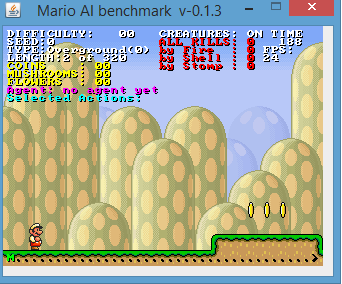 Mario AI benchmark v-0.1.3
DIFFICULTY: 00 CREATURES: ON TIME
SEED:0 ALL KILLS: 0 188
TYPE:Overground(0) by Fire : 0 FPS:
LENGTH:2 of 320 by Shell : 0 24
COINS : 00 by Stomp : 0
MUSHROOMS: 00
FLOWERS : 00
Agent: no agent yet
Selected Actions:
M